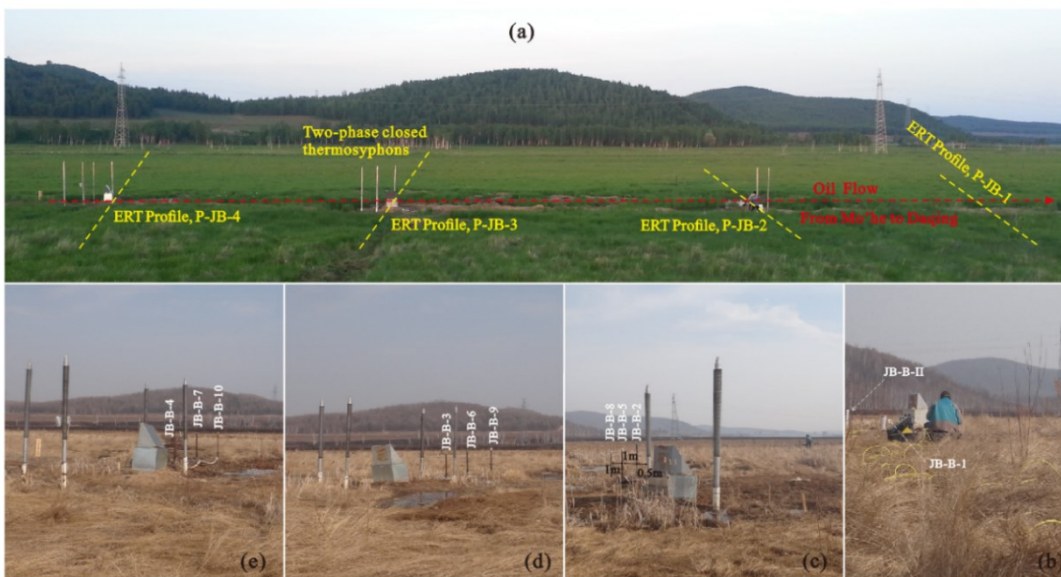 (a)
Two-phase closed
thermosyphons
ERT Profile, P-JB-1
Oil Flow
From Mo'he to Daqing
ERT Profile, P-JB-4
ERT Profile, P-JB-3
ERT Profile, P-JB-2
JB-B-4
JB-B-7
JB-B-10
(e)
JB-B-3
JB-B-6
JB-B-9
(d)
JB-B-8
JB-B-5
JB-B-2
1m
1m
0.5m
(c)
JB-B-II
JB-B-1
(b)